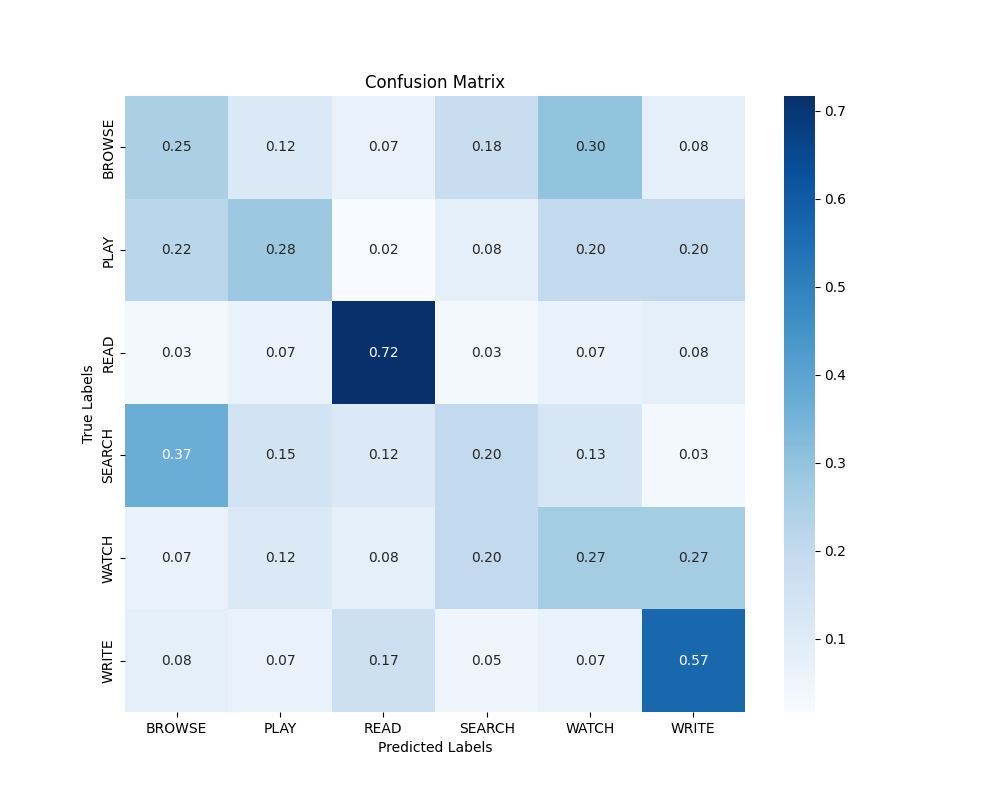 Confusion Matrix
BROWSE 0.25 0.12 0.07 0.18 0.30 0.08
PLAY 0.22 0.28 0.02 0.08 0.20 0.20
READ 0.03 0.07 0.72 0.03 0.07 0.08
SEARCH 0.37 0.15 0.12 0.20 0.13 0.03
WATCH 0.07 0.12 0.08 0.20 0.27 0.27
WRITE 0.08 0.07 0.17 0.05 0.07 0.57
True Labels
BROWSE PLAY READ SEARCH WATCH WRITE
Predicted Labels
0.7
0.6
0.5
0.4
0.3
0.2
0.1